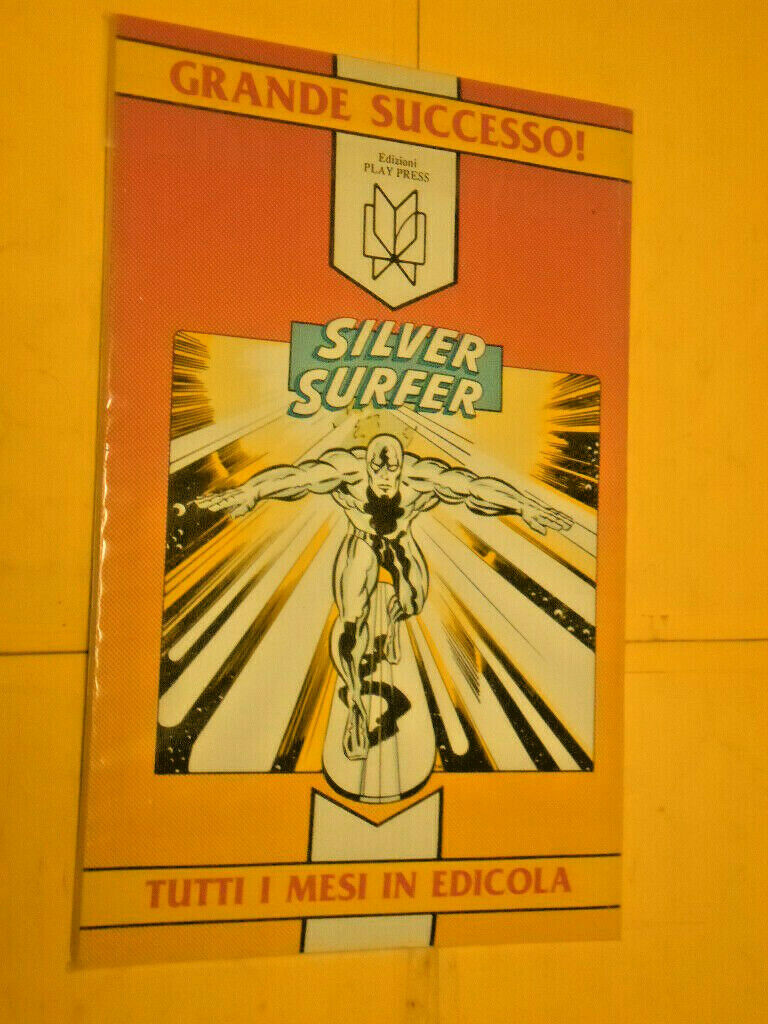 GRANDE SUCCESSO!
Edizioni
PLAY PRESS
SILVER
SURFER
TUTTI I MESI IN EDICOLA